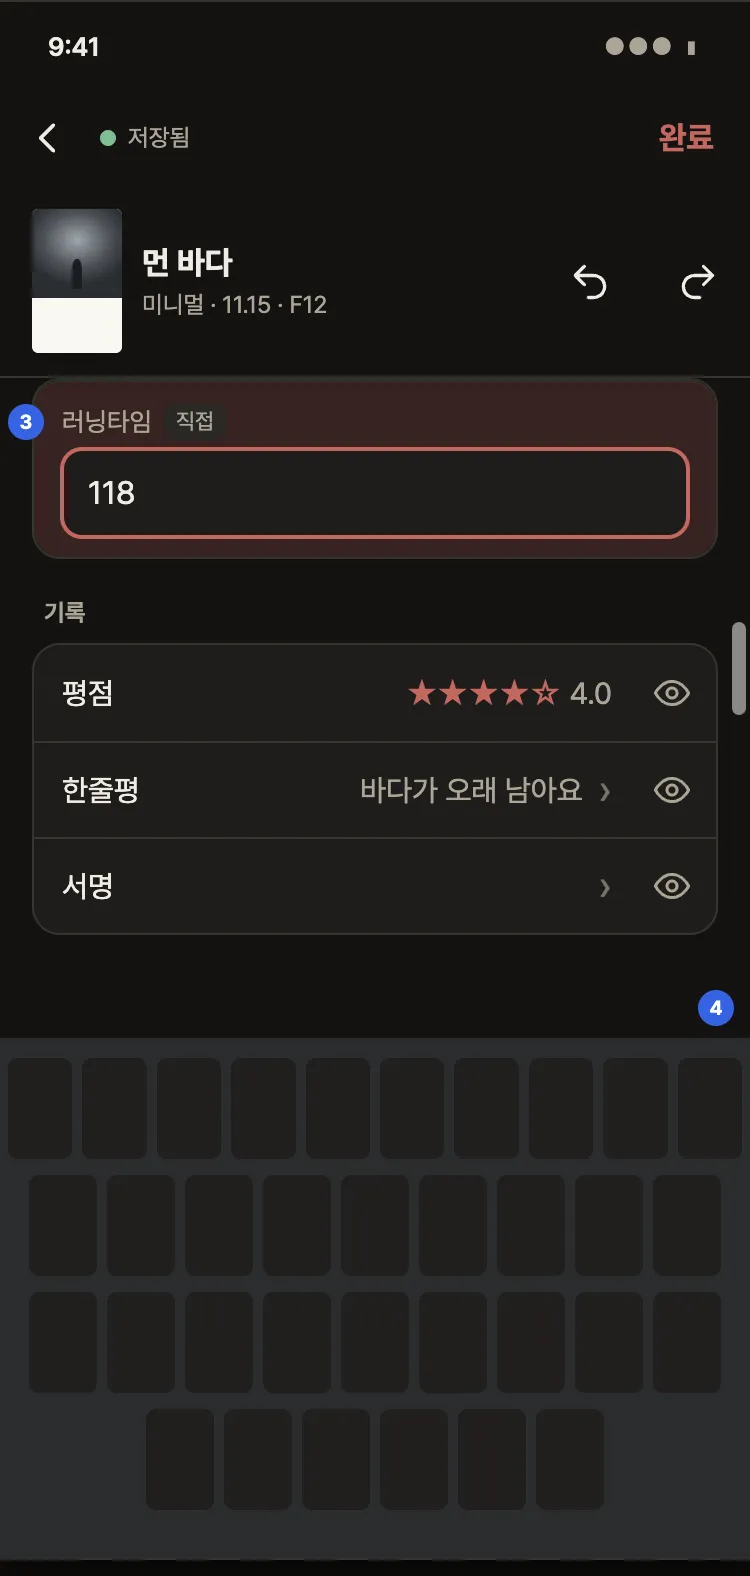 9:41
저장됨
완료
먼 바다
미니멀 · 11.15 · F12
3
러닝타임 직접
118
기록
평점 ★★★★☆ 4.0
한줄평 바다가 오래 남아요 ›
서명 ›
4